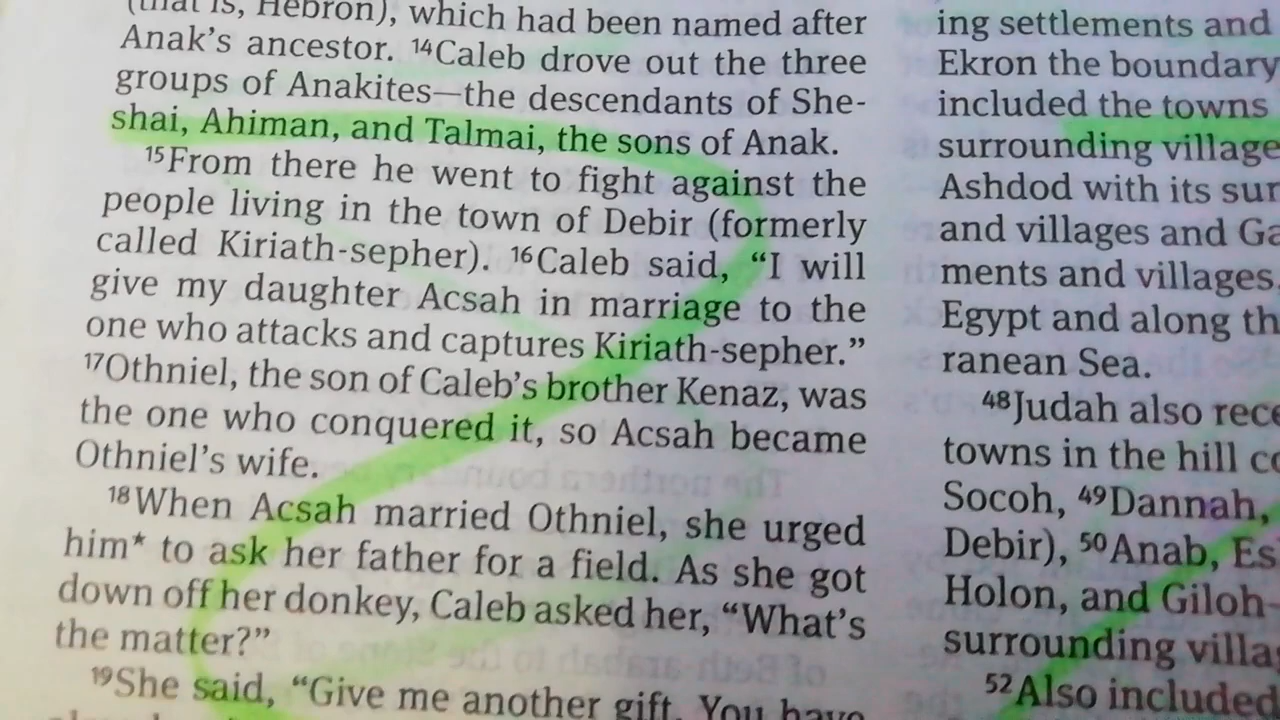 (that is, Hebron), which had been named after
Anak's ancestor. 14Caleb drove out the three
groups of Anakites—the descendants of She-
shai, Ahiman, and Talmai, the sons of Anak.
15From there he went to fight against the
people living in the town of Debir (formerly
called Kiriath-sepher). 16Caleb said, “I will
give my daughter Acsah in marriage to the
one who attacks and captures Kiriath-sepher.”
17Othniel, the son of Caleb's brother Kenaz, was
the one who conquered it, so Acsah became
Othniel's wife.
18When Acsah married Othniel, she urged
him* to ask her father for a field. As she got
down off her donkey, Caleb asked her, “What's
the matter?”
19She said, “Give me another gift. You have
ing settlements and
Ekron the boundary
included the towns
surrounding village
Ashdod with its sur
and villages and Ga
ments and villages.
Egypt and along th
ranean Sea.
48Judah also rece
towns in the hill co
Socoh, 49Dannah,
Debir), 50Anab, Es
Holon, and Giloh-
surrounding villa
52Also included